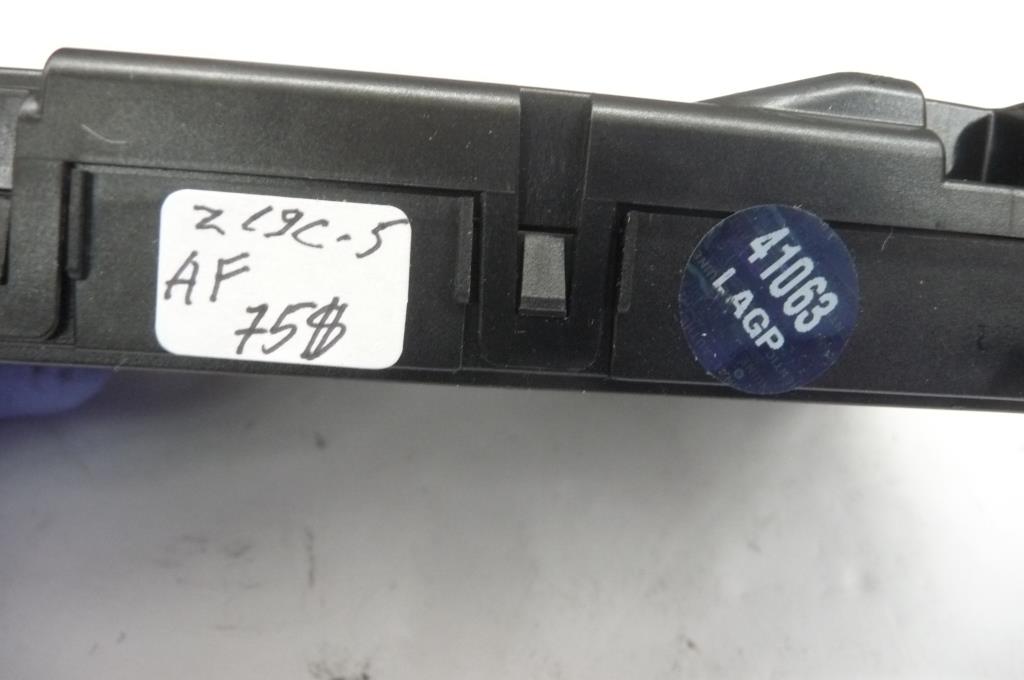 z19c-5
AF
75$
41063
LAGP